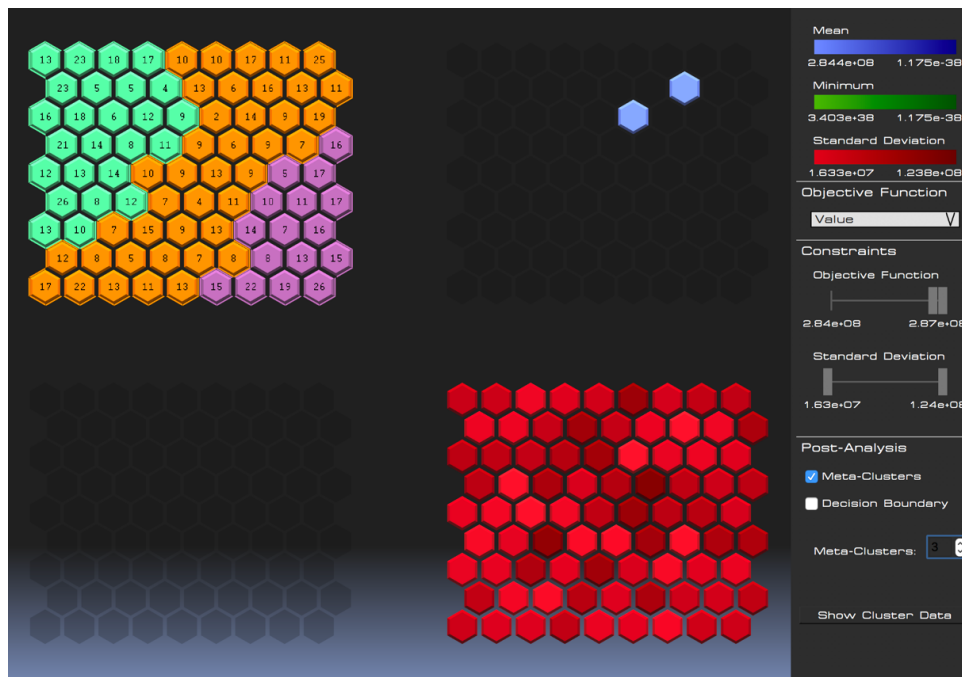 13 23 18 17 10 10 17 11 25
23 5 5 4 13 6 16 13 11
16 18 6 12 9 2 14 9 19
21 14 8 11 9 6 9 7 16
12 13 14 10 9 13 9 5 17
26 8 12 7 4 11 10 11 17
13 10 7 15 9 13 14 7 16
12 8 5 8 7 8 8 13 15
17 22 13 11 13 15 22 19 26
Mean
2.844e+08 1.175e-38
Minimum
3.403e+38 1.175e-38
Standard Deviation
1.633e+07 1.238e+08
Objective Function
Value
Constraints
Objective Function
2.84e+08 2.87e+08
Standard Deviation
1.63e+07 1.24e+08
Post-Analysis
Meta-Clusters
Decision Boundary
Meta-Clusters: 3
Show Cluster Data